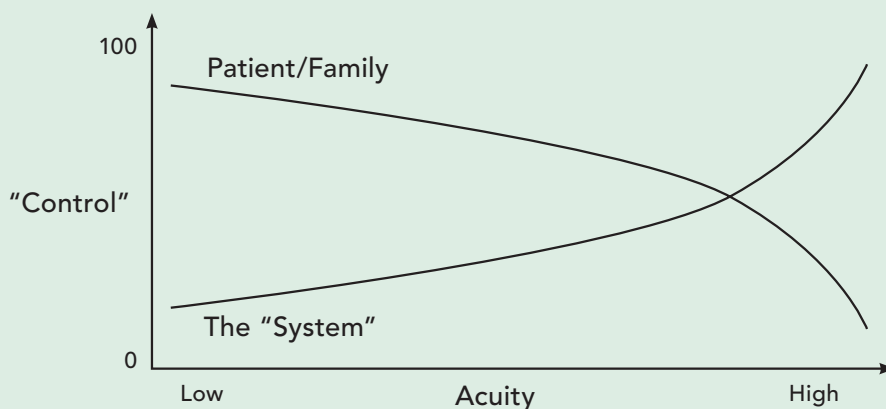 100
Patient/Family
“Control”
The “System”
0
Low
Acuity
High